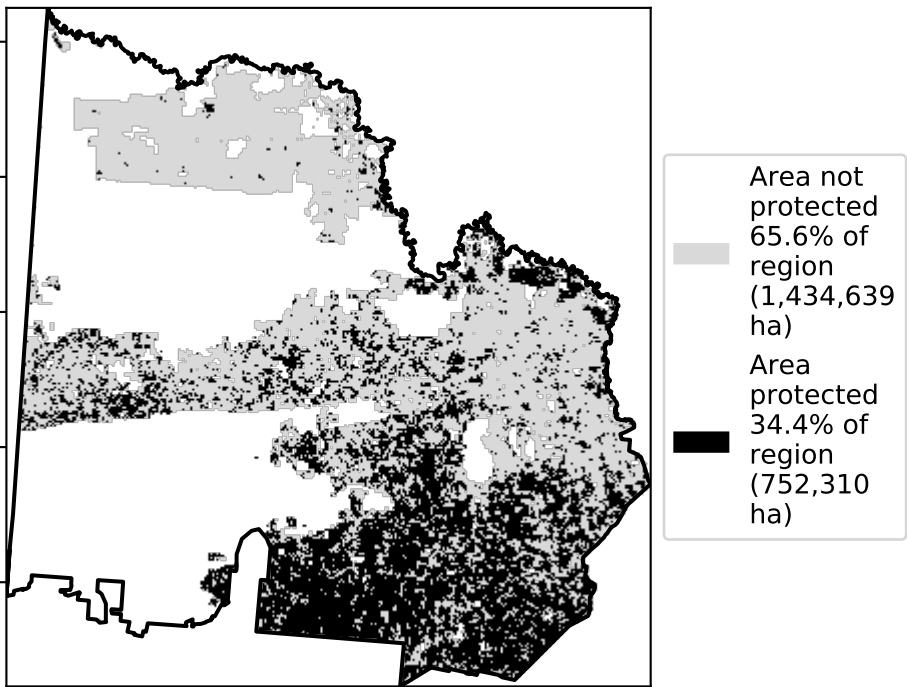 Area not
protected
65.6% of
region
(1,434,639
ha)
Area
protected
34.4% of
region
(752,310
ha)